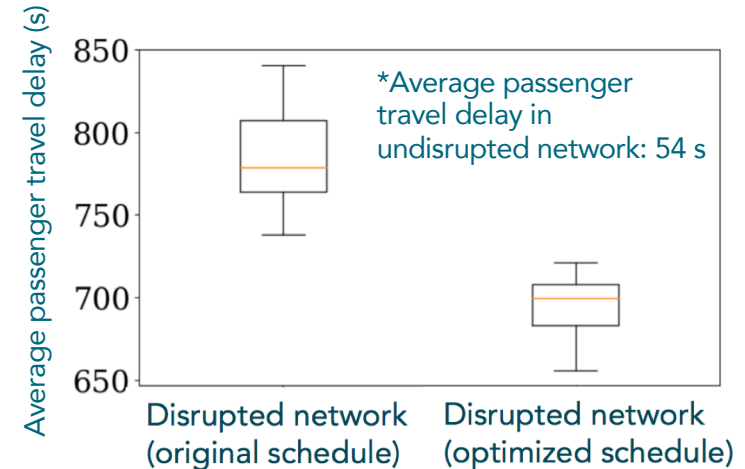 Average passenger travel delay (s)
850
800
750
700
650
*Average passenger
travel delay in
undisrupted network: 54 s
Disrupted network
(original schedule)
Disrupted network
(optimized schedule)